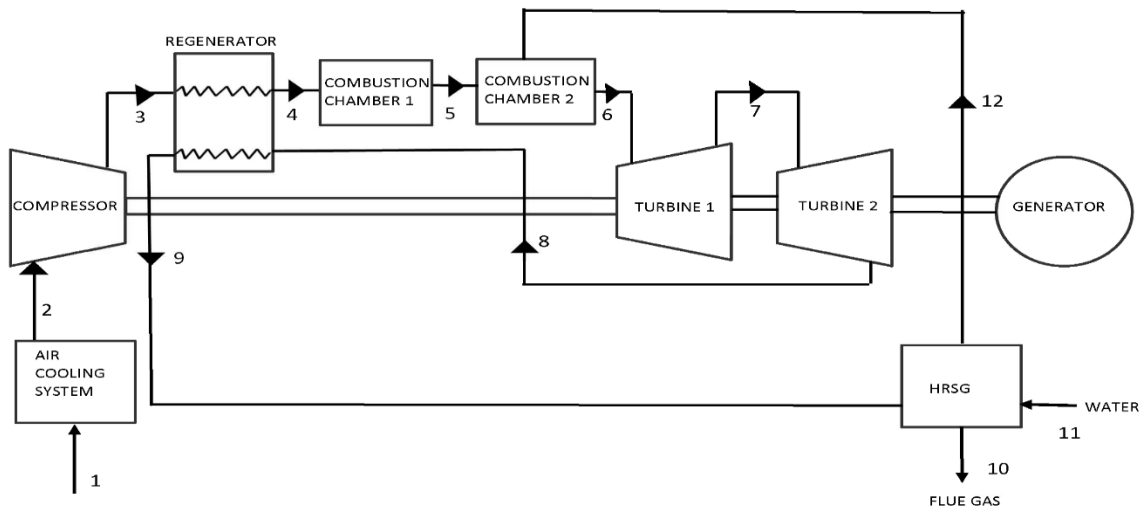 REGENERATOR
COMBUSTION
CHAMBER 1
COMBUSTION
CHAMBER 2
3
4
5
6
7
12
COMPRESSOR
TURBINE 1
TURBINE 2
GENERATOR
9
8
2
AIR
COOLING
SYSTEM
HRSG
WATER
11
1
10
FLUE GAS